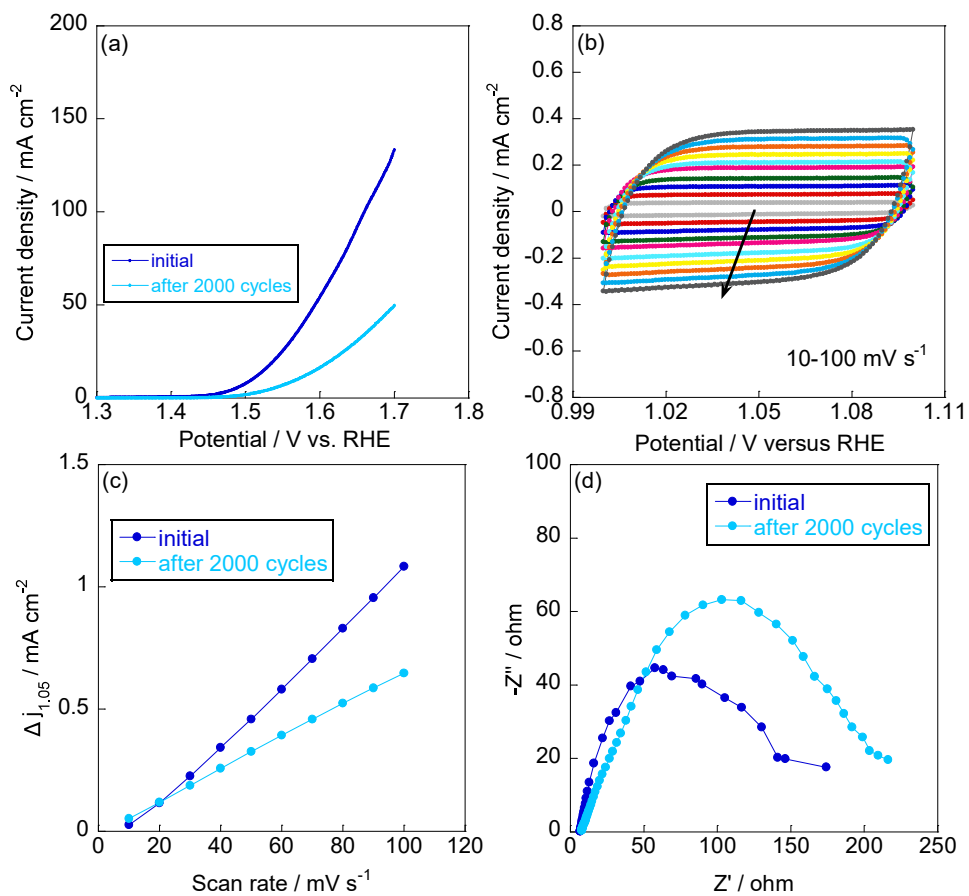 (a)
200
150
100
50
0
1.3 1.4 1.5 1.6 1.7 1.8
Current density / mA cm⁻²
Potential / V vs. RHE
initial
after 2000 cycles
(b)
0.8
0.6
0.4
0.2
0
-0.2
-0.4
-0.6
-0.8
0.99 1.02 1.05 1.08 1.11
Current density / mA cm⁻²
Potential / V versus RHE
10-100 mV s⁻¹
(c)
1.5
1
0.5
0
0 20 40 60 80 100 120
Δ j₁.₀₅ / mA cm⁻²
Scan rate / mV s⁻¹
initial
after 2000 cycles
(d)
100
80
60
40
20
0
0 50 100 150 200 250
-Z" / ohm
Z' / ohm
initial
after 2000 cycles